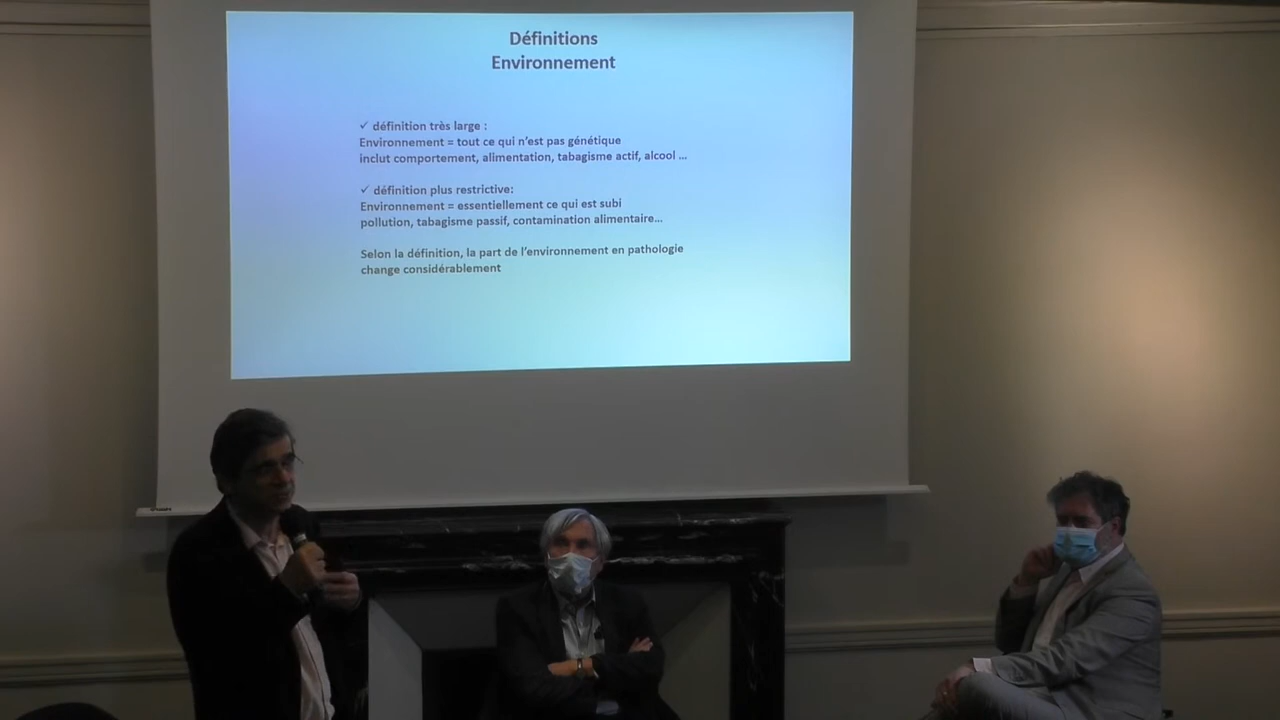 Définitions
Environnement
✓ définition très large :
Environnement = tout ce qui n'est pas génétique
inclut comportement, alimentation, tabagisme actif, alcool ...
✓ définition plus restrictive:
Environnement = essentiellement ce qui est subi
pollution, tabagisme passif, contamination alimentaire...
Selon la définition, la part de l'environnement en pathologie
change considérablement